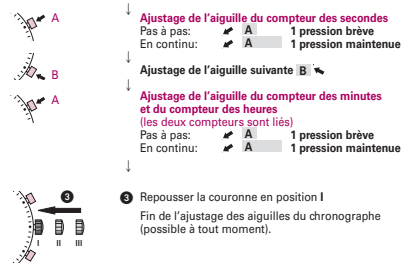 A
Ajustage de l'aiguille du compteur des secondes
Pas à pas: A 1 pression brève
En continu: A 1 pression maintenue
B
Ajustage de l'aiguille suivante B
A
Ajustage de l'aiguille du compteur des minutes
et du compteur des heures
(les deux compteurs sont liés)
Pas à pas: A 1 pression brève
En continu: A 1 pression maintenue
3
I II III
3 Repousser la couronne en position I
Fin de l'ajustage des aiguilles du chronographe
(possible à tout moment).